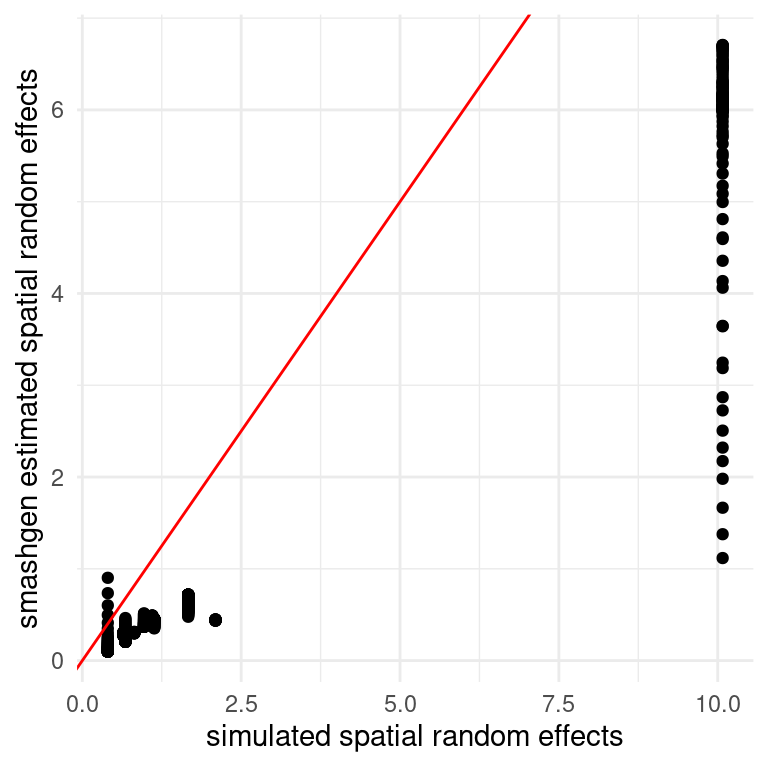 smashgen estimated spatial random effects
6
4
2
0
0.0 2.5 5.0 7.5 10.0
simulated spatial random effects